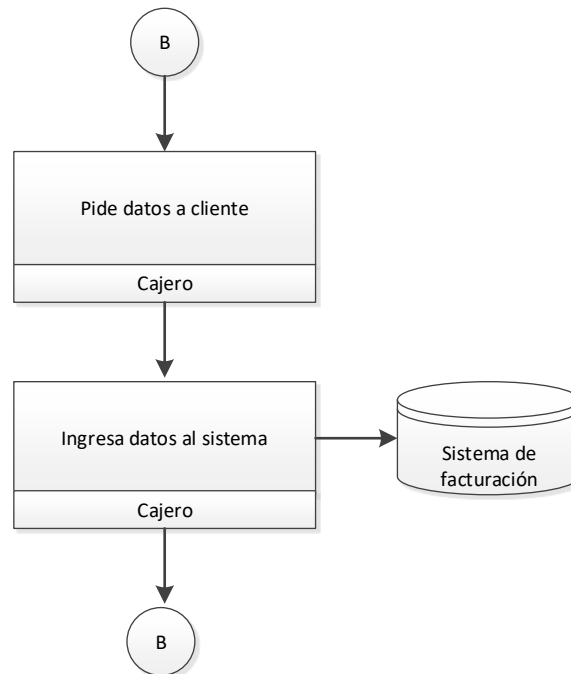 B
Pide datos a cliente
Cajero
Ingresa datos al sistema
Sistema de
facturación
Cajero
B